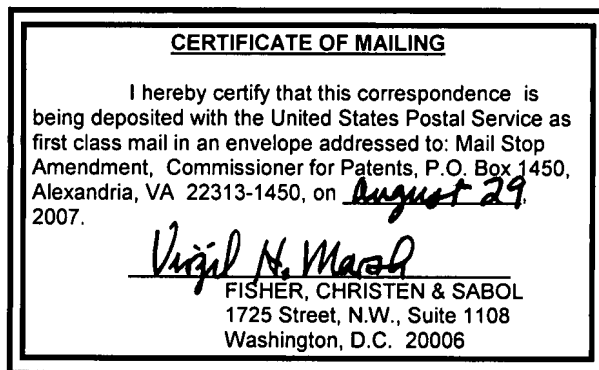 CERTIFICATE OF MAILING
I hereby certify that this correspondence is
being deposited with the United States Postal Service as
first class mail in an envelope addressed to: Mail Stop
Amendment, Commissioner for Patents, P.O. Box 1450,
Alexandria, VA 22313-1450, on August 29,
2007.
Virgil H. Marsh
FISHER, CHRISTEN & SABOL
1725 Street, N.W., Suite 1108
Washington, D.C. 20006